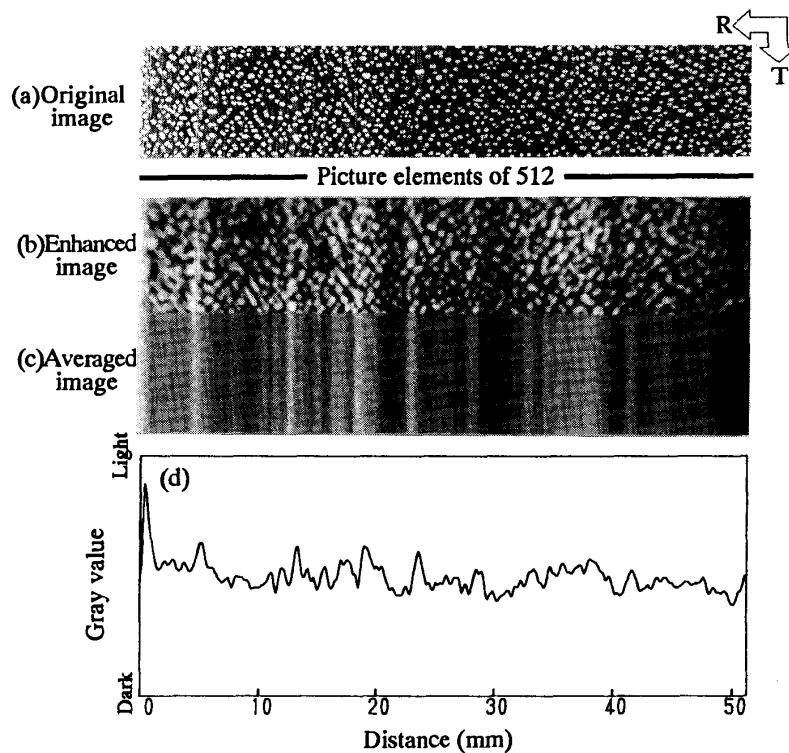 R
T
(a)Original
image
Picture elements of 512
(b)Enhanced
image
(c)Averaged
image
Light
(d)
Gray value
Dark
0 10 20 30 40 50
Distance (mm)